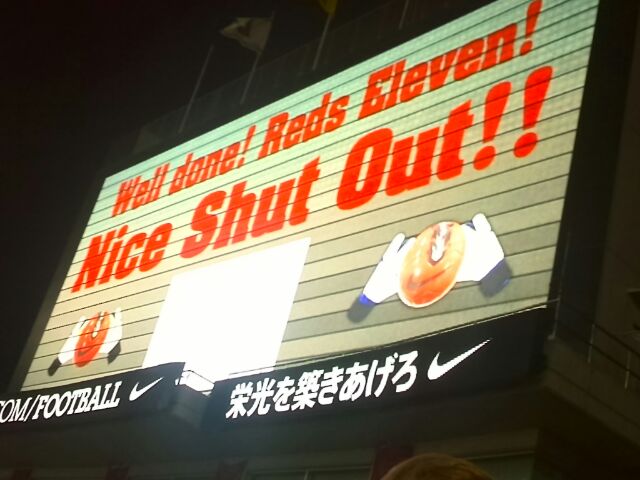 Well done! Reds Eleven!
Nice Shut Out!!
COM/FOOTBALL
栄光を築きあげろ